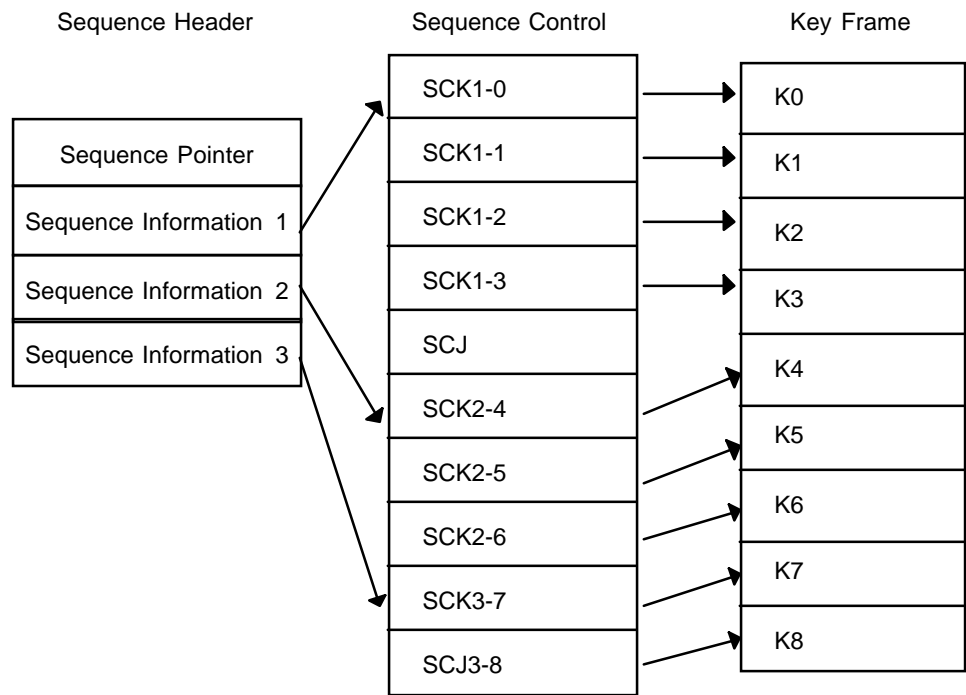 Sequence Header
Sequence Control
Key Frame
Sequence Pointer
Sequence Information 1
Sequence Information 2
Sequence Information 3
SCK1-0
SCK1-1
SCK1-2
SCK1-3
SCJ
SCK2-4
SCK2-5
SCK2-6
SCK3-7
SCJ3-8
K0
K1
K2
K3
K4
K5
K6
K7
K8